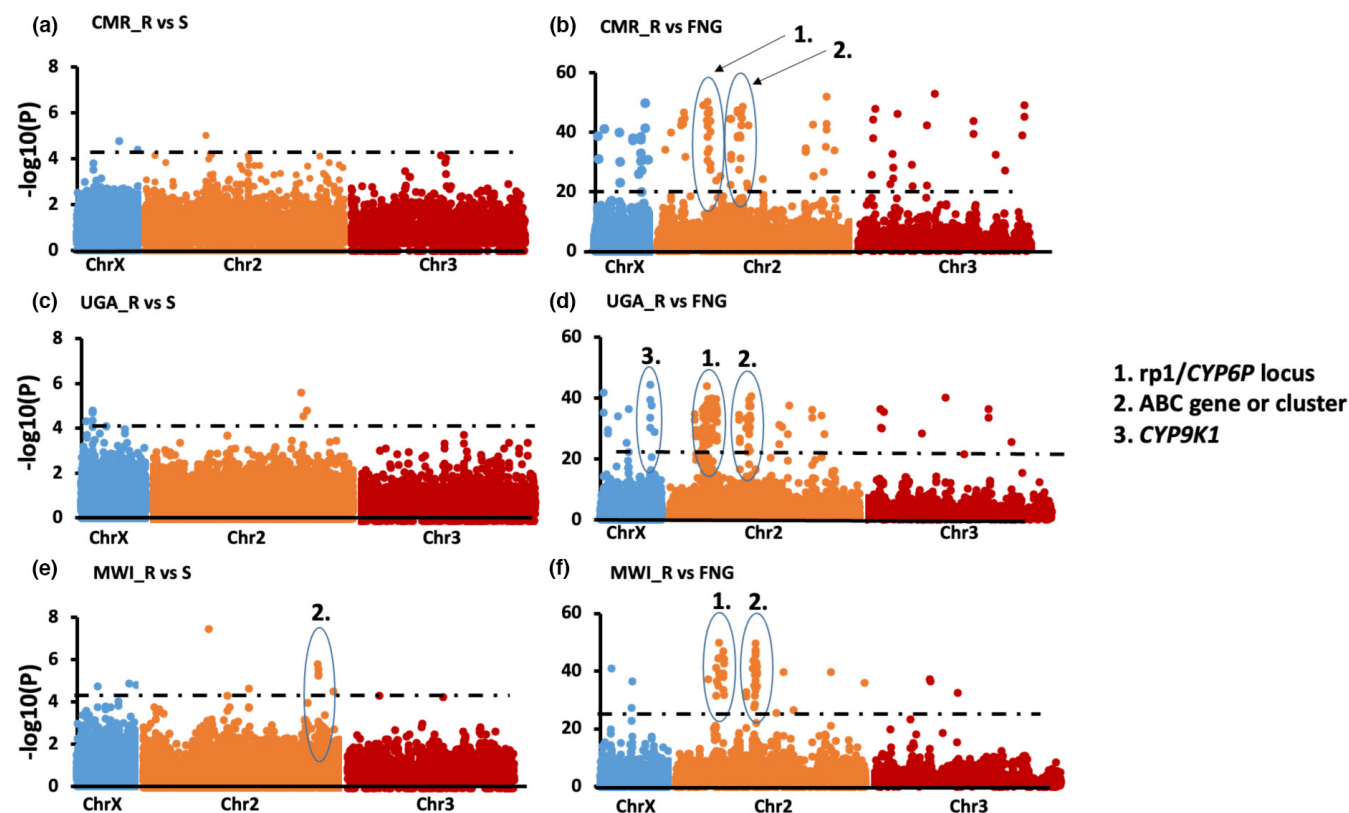 (a) CMR_R vs S
-log10(P)
8
6
4
2
0
ChrX Chr2 Chr3
(b) CMR_R vs FNG
1.
2.
60
40
20
0
ChrX Chr2 Chr3
(c) UGA_R vs S
-log10(P)
8
6
4
2
0
ChrX Chr2 Chr3
(d) UGA_R vs FNG
3. 1. 2.
60
40
20
0
ChrX Chr2 Chr3
1. rp1/CYP6P locus
2. ABC gene or cluster
3. CYP9K1
(e) MWI_R vs S
2.
-log10(P)
8
6
4
2
0
ChrX Chr2 Chr3
(f) MWI_R vs FNG
1. 2.
60
40
20
0
ChrX Chr2 Chr3